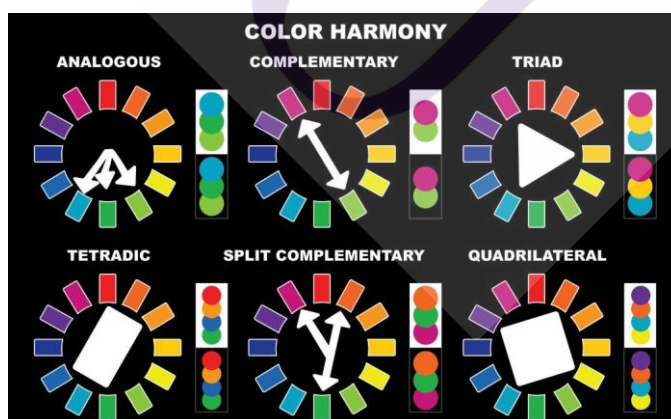 COLOR HARMONY
ANALOGOUS
COMPLEMENTARY
TRIAD
TETRADIC
SPLIT COMPLEMENTARY
QUADRILATERAL